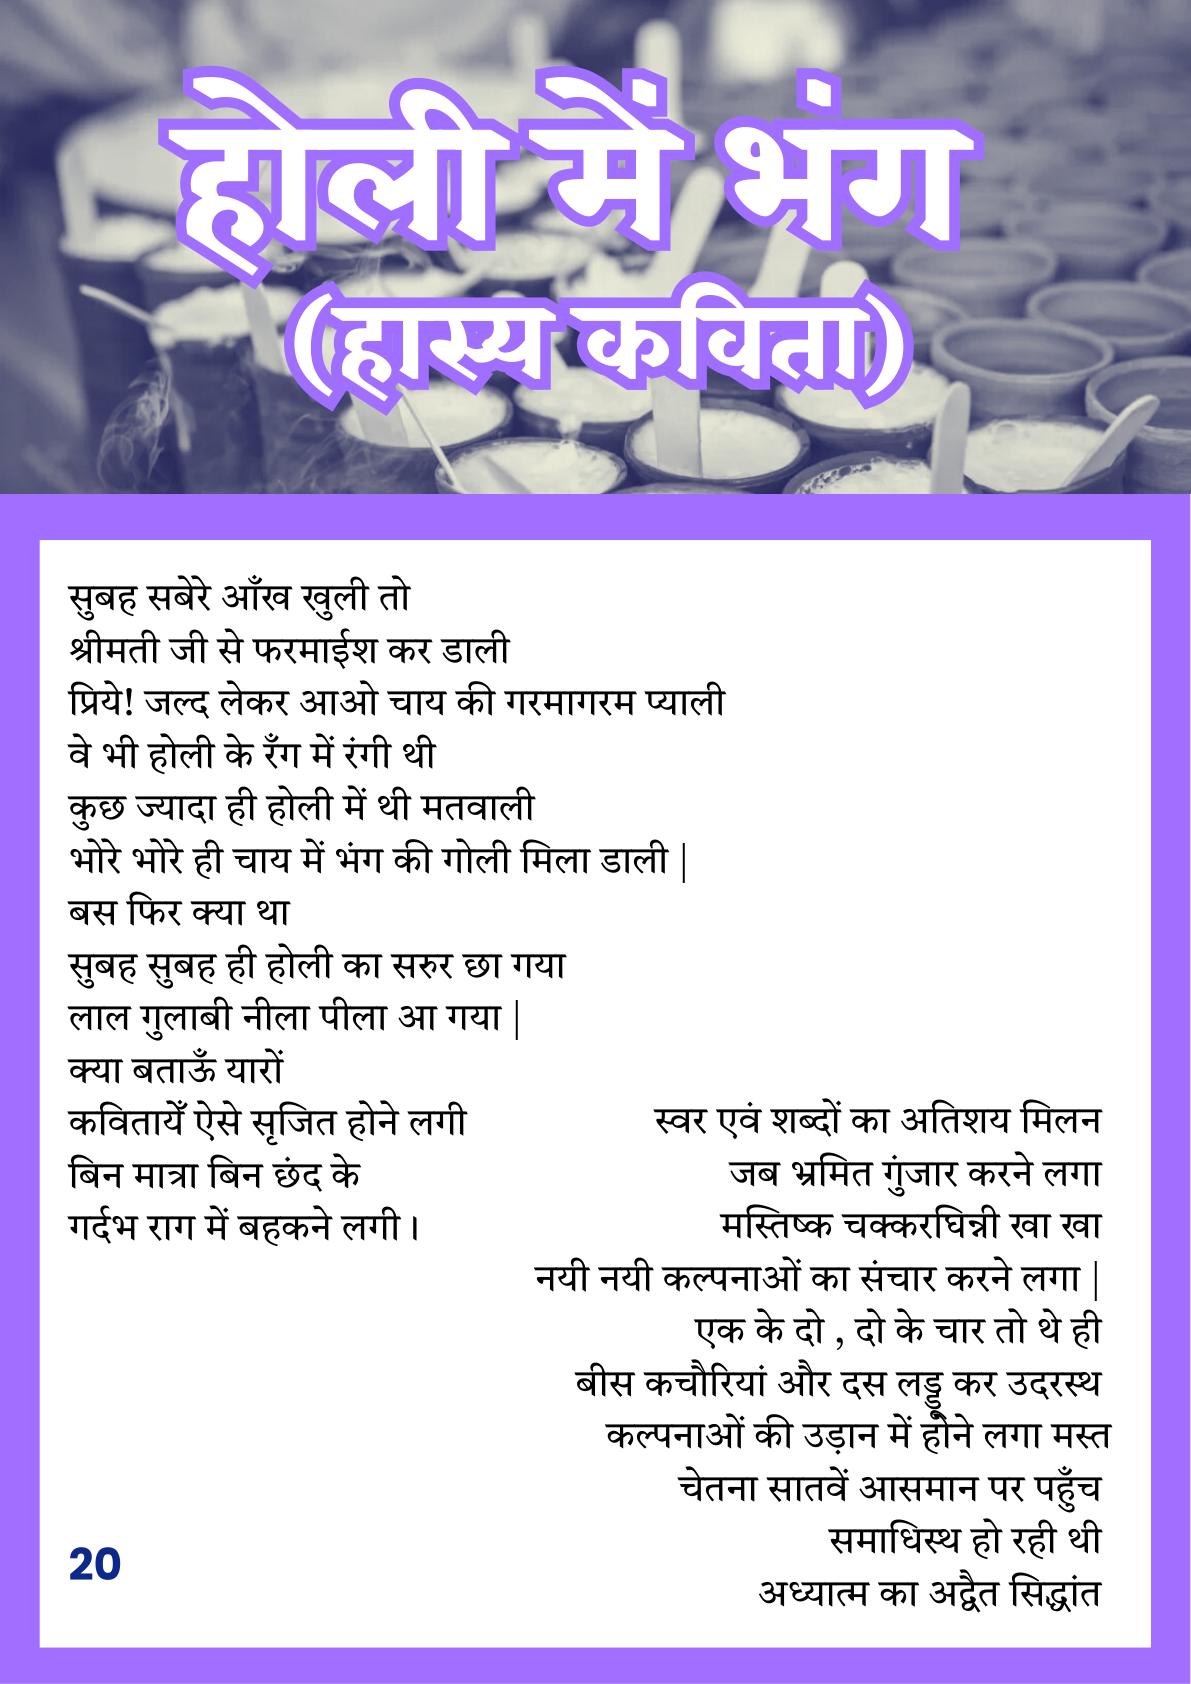 होली में भंग
(हास्य कविता)
सुबह सबेरे आँख खुली तो
श्रीमती जी से फरमाईश कर डाली
प्रिये! जल्द लेकर आओ चाय की गरमागरम प्याली
वे भी होली के रँग में रंगी थी
कुछ ज्यादा ही होली में थी मतवाली
भोरे भोरे ही चाय में भंग की गोली मिला डाली |
बस फिर क्या था
सुबह सुबह ही होली का सरुर छा गया
लाल गुलाबी नीला पीला आ गया |
क्या बताऊँ यारों
कवितायेँ ऐसे सृजित होने लगी
बिन मात्रा बिन छंद के
गर्दभ राग में बहकने लगी।
स्वर एवं शब्दों का अतिशय मिलन
जब भ्रमित गुंजार करने लगा
मस्तिष्क चक्करघिन्नी खा खा
नयी नयी कल्पनाओं का संचार करने लगा |
एक के दो , दो के चार तो थे ही
बीस कचौरियां और दस लड्डू कर उदरस्थ
कल्पनाओं की उड़ान में होने लगा मस्त
चेतना सातवें आसमान पर पहुँच
समाधिस्थ हो रही थी
अध्यात्म का अद्वैत सिद्धांत
20